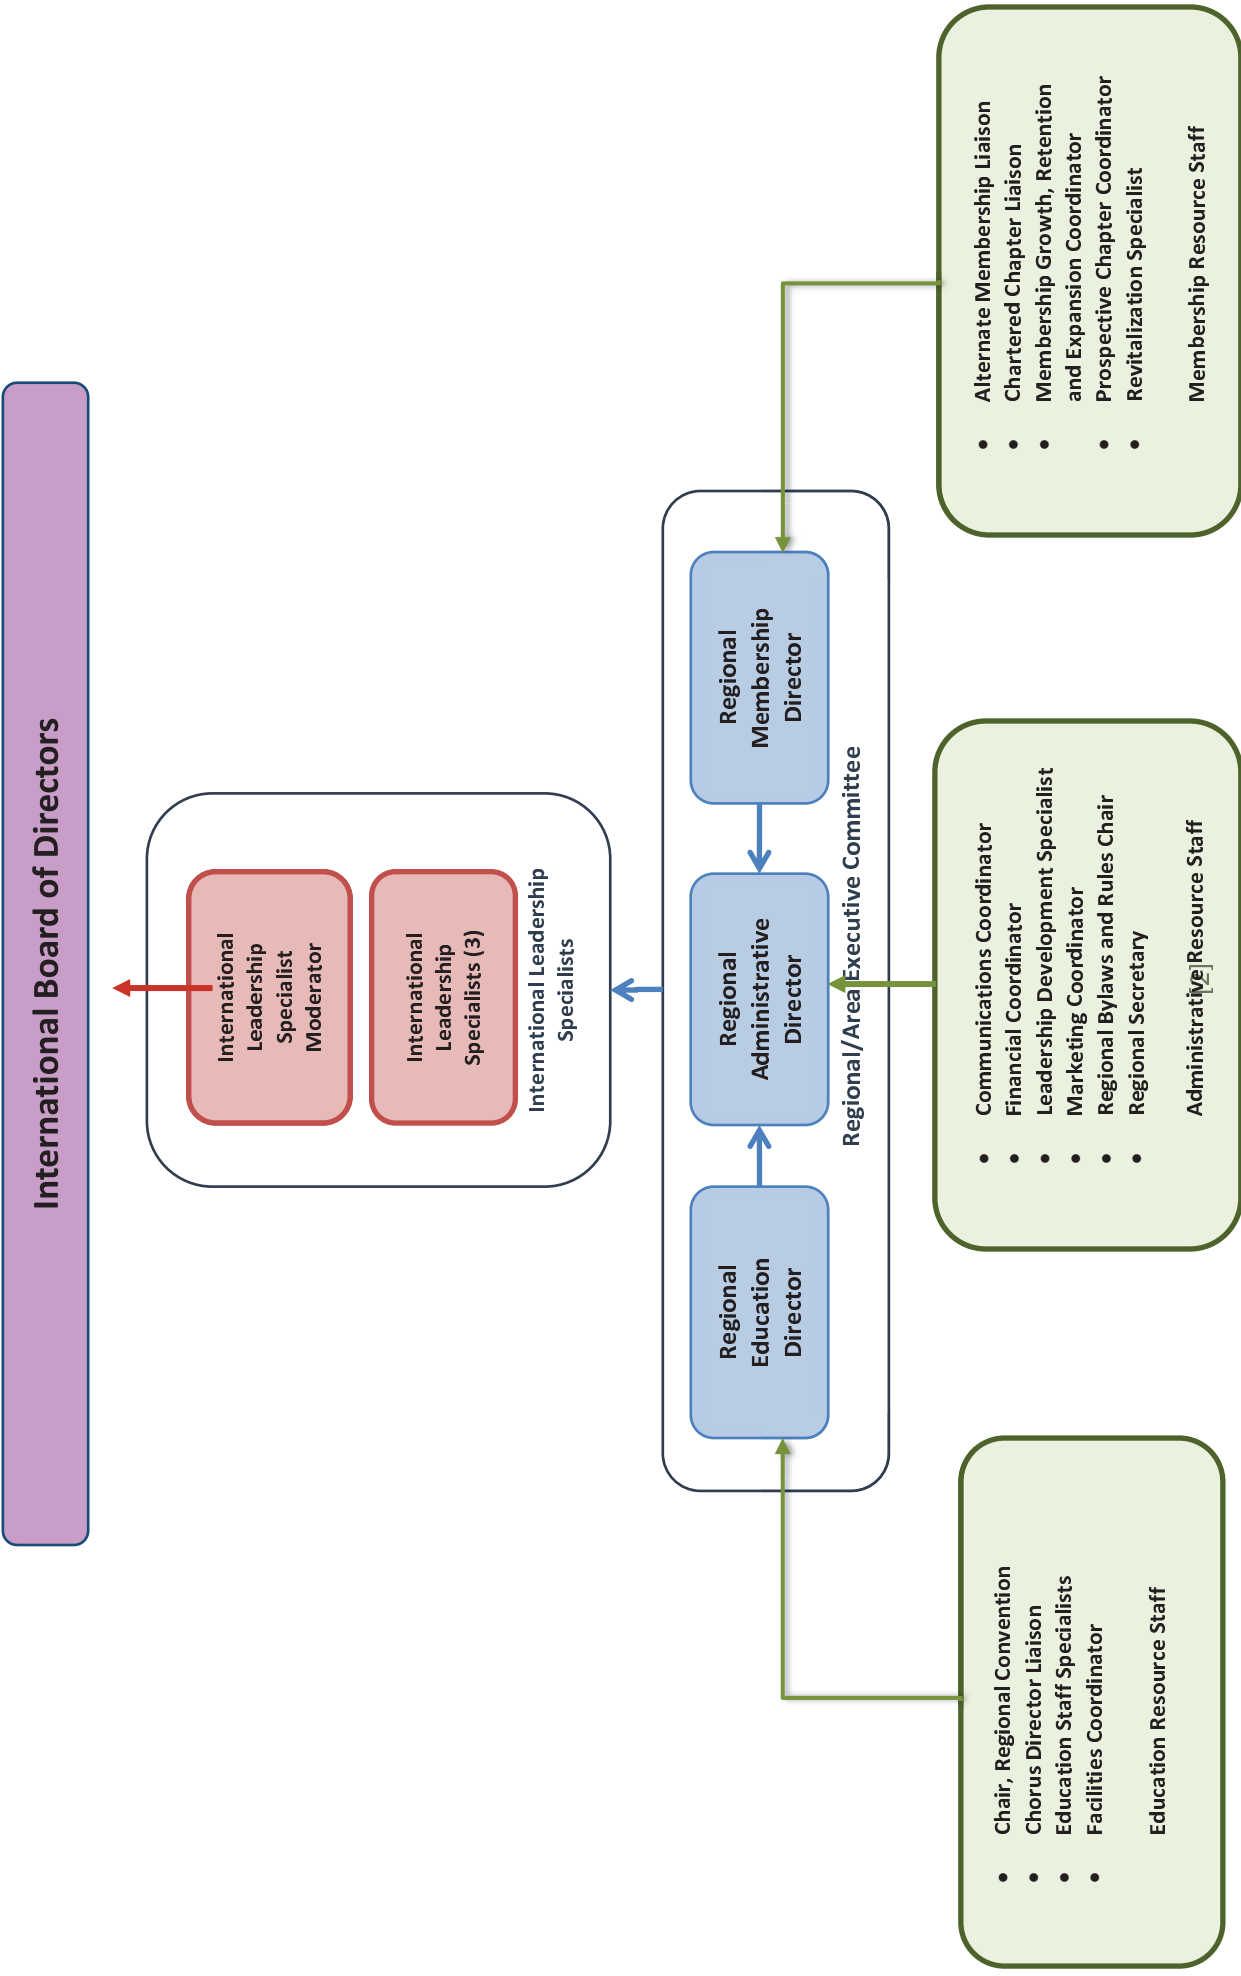 International Board of Directors
International
Leadership
Specialist
Moderator
International
Leadership
Specialists (3)
International Leadership
Specialists
Regional
Education
Director
Regional
Administrative
Director
Regional
Membership
Director
Regional/Area Executive Committee
• Chair, Regional Convention
• Chorus Director Liaison
• Education Staff Specialists
• Facilities Coordinator
Education Resource Staff
• Communications Coordinator
• Financial Coordinator
• Leadership Development Specialist
• Marketing Coordinator
• Regional Bylaws and Rules Chair
• Regional Secretary
Administrative Resource Staff
[2]
• Alternate Membership Liaison
• Chartered Chapter Liaison
• Membership Growth, Retention
and Expansion Coordinator
• Prospective Chapter Coordinator
• Revitalization Specialist
Membership Resource Staff